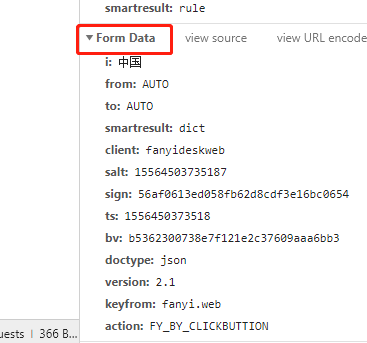 smartresult: rule
Form Data view source view URL encode
i: 中国
from: AUTO
to: AUTO
smartresult: dict
client: fanyideskweb
salt: 15564503735187
sign: 56af0613ed058fb62d8cdf3e16bc0654
ts: 1556450373518
bv: b5362300738e7f121e2c37609aaa6bb3
doctype: json
version: 2.1
keyfrom: fanyi.web
action: FY_BY_CLICKBUTTION
uests | 366 B...